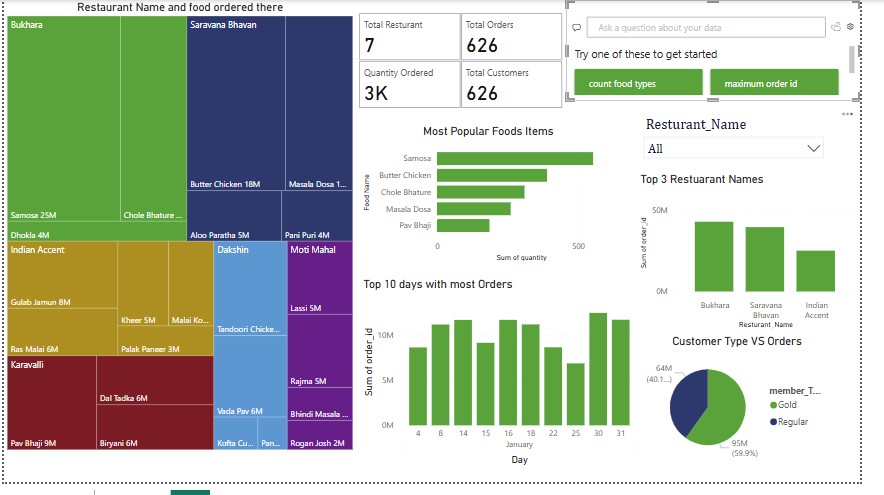 Restaurant Name and food ordered there
Bukhara
Samosa 25M
Chole Bhature ...
Dhokla 4M
Saravana Bhavan
Butter Chicken 18M
Masala Dosa 1...
Aloo Paratha 5M
Pani Puri 4M
Indian Accent
Gulab Jamun 8M
Kheer 5M
Malai Ko...
Ras Malai 6M
Palak Paneer 3M
Dakshin
Tandoori Chicke...
Vada Pav 6M
Kofta Cu...
Pan...
Moti Mahal
Lassi 5M
Rajma 5M
Bhindi Masala ...
Rogan Josh 2M
Karavalli
Dal Tadka 6M
Pav Bhaji 9M
Biryani 6M
Total Resturant
7
Total Orders
626
Quantity Ordered
3K
Total Customers
626
Ask a question about your data
Try one of these to get started
count food types
maximum order id
Most Popular Foods Items
Food Name
Samosa
Butter Chicken
Chole Bhature
Masala Dosa
Pav Bhaji
0
500
Sum of quantity
Resturant_Name
All
Top 3 Restuarant Names
Sum of order_id
50M
0M
Bukhara
Saravana
Bhavan
Indian
Accent
Resturant_Name
Top 10 days with most Orders
Sum of order_id
10M
5M
0M
4 8 14 15 16 18 22 25 30 31
January
Day
Customer Type VS Orders
64M
(40.1...)
95M
(59.9%)
member_T...
Gold
Regular